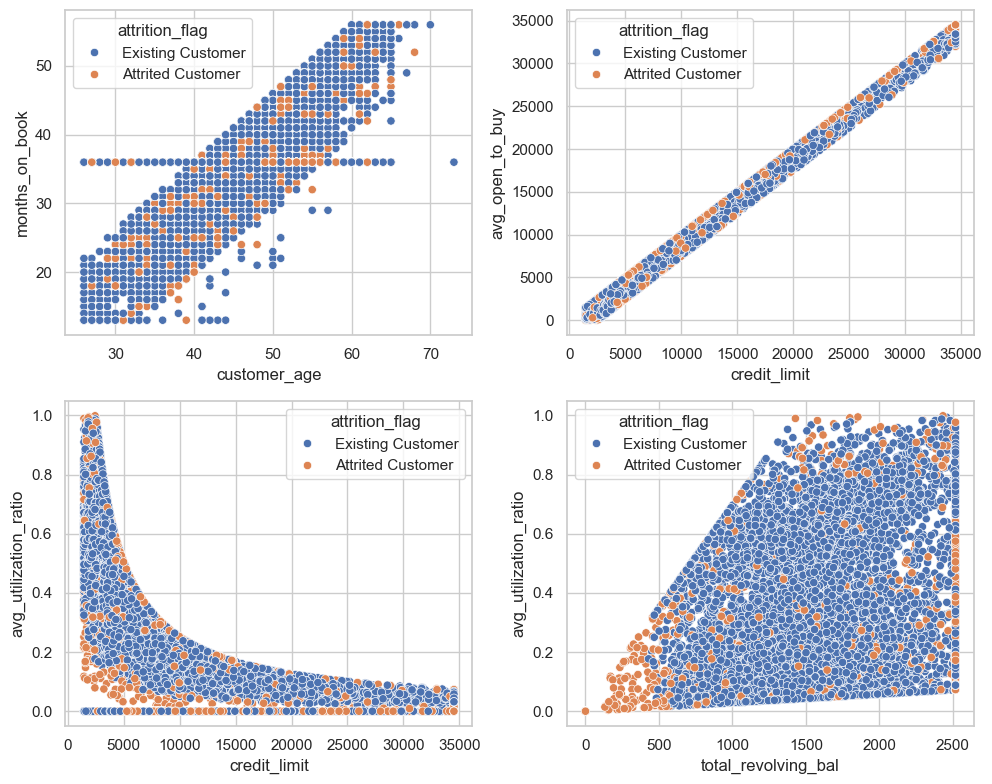 attrition_flag
Existing Customer
Attrited Customer
50
40
30
20
months_on_book
30 40 50 60 70
customer_age
attrition_flag
Existing Customer
Attrited Customer
35000
30000
25000
20000
15000
10000
5000
0
avg_open_to_buy
0 5000 10000 15000 20000 25000 30000 35000
credit_limit
attrition_flag
Existing Customer
Attrited Customer
1.0
0.8
0.6
0.4
0.2
0.0
avg_utilization_ratio
0 5000 10000 15000 20000 25000 30000 35000
credit_limit
attrition_flag
Existing Customer
Attrited Customer
1.0
0.8
0.6
0.4
0.2
0.0
avg_utilization_ratio
0 500 1000 1500 2000 2500
total_revolving_bal